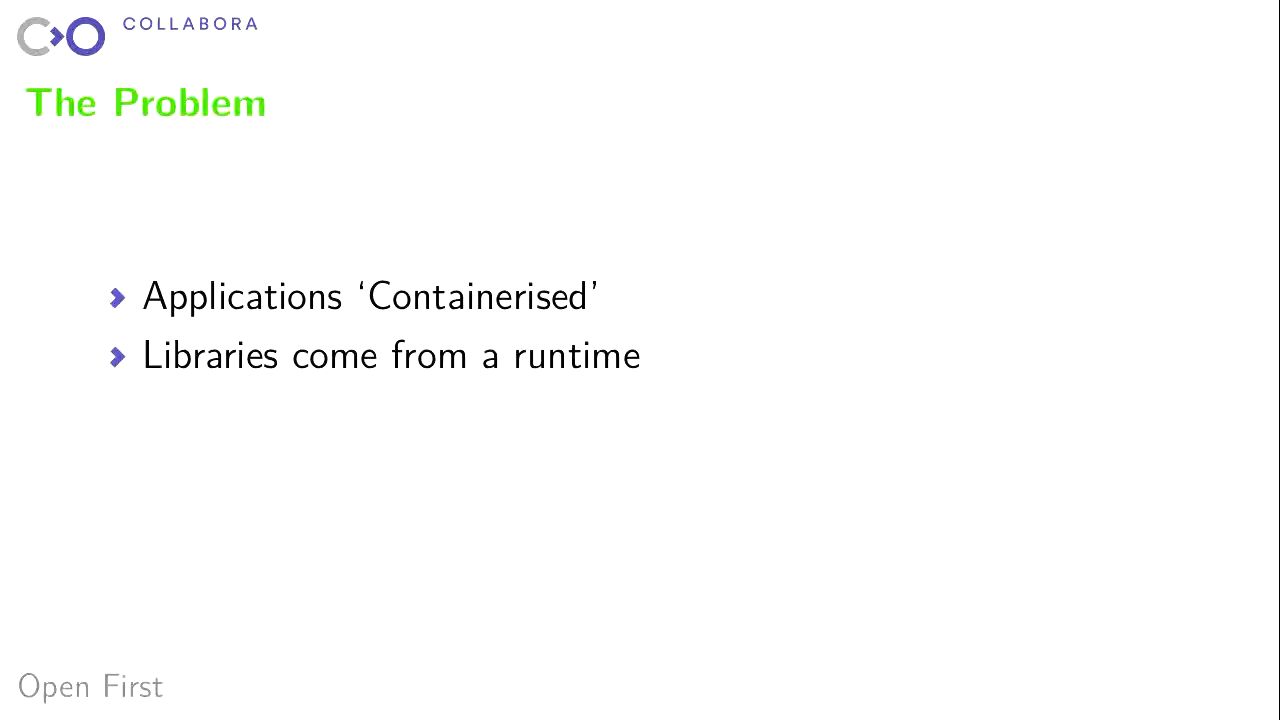 COLLABORA
The Problem
Applications ‘Containerised’
Libraries come from a runtime
Open First